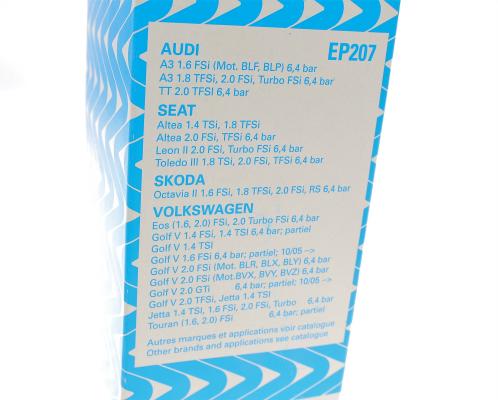 AUDI EP207
A3 1.6 FSi (Mot. BLF, BLP) 6,4 bar
A3 1.8 TFSi, 2.0 FSi, Turbo FSi 6,4 bar
TT 2.0 TFSI 6,4 bar
SEAT
Altea 1.4 TSi, 1.8 TFSi
Altea 2.0 FSi, TFSi 6,4 bar
Leon II 2.0 FSi, Turbo FSi 6,4 bar
Toledo III 1.8 TSi, 2.0 FSi, TFSi 6,4 bar
SKODA
Octavia II 1.6 FSi, 1.8 TFSi, 2.0 FSi, RS 6,4 bar
VOLKSWAGEN
Eos (1.6, 2.0) FSi, 2.0 Turbo FSi 6,4 bar
Golf V 1.4 FSi, 1.4 TSI 6,4 bar; partiel
Golf V 1.4 TSI
Golf V 1.6 FSi 6,4 bar; partiel; 10/05 –>
Golf V 2.0 FSi (Mot. BLR, BLX, BLY) 6,4 bar
Golf V 2.0 FSi (Mot.BVX, BVY, BVZ) 6,4 bar
Golf V 2.0 GTi 6,4 bar; partiel; 10/05 –>
Golf V 2.0 TFSi, Jetta 1.4 TSI
Jetta 1.4 TSI, 1.6 FSi, 2.0 FSi, Turbo 6,4 bar
Touran (1.6, 2.0) FSi 6,4 bar; partiel
Autres marques et applications voir catalogue
Other brands and applications see catalogue